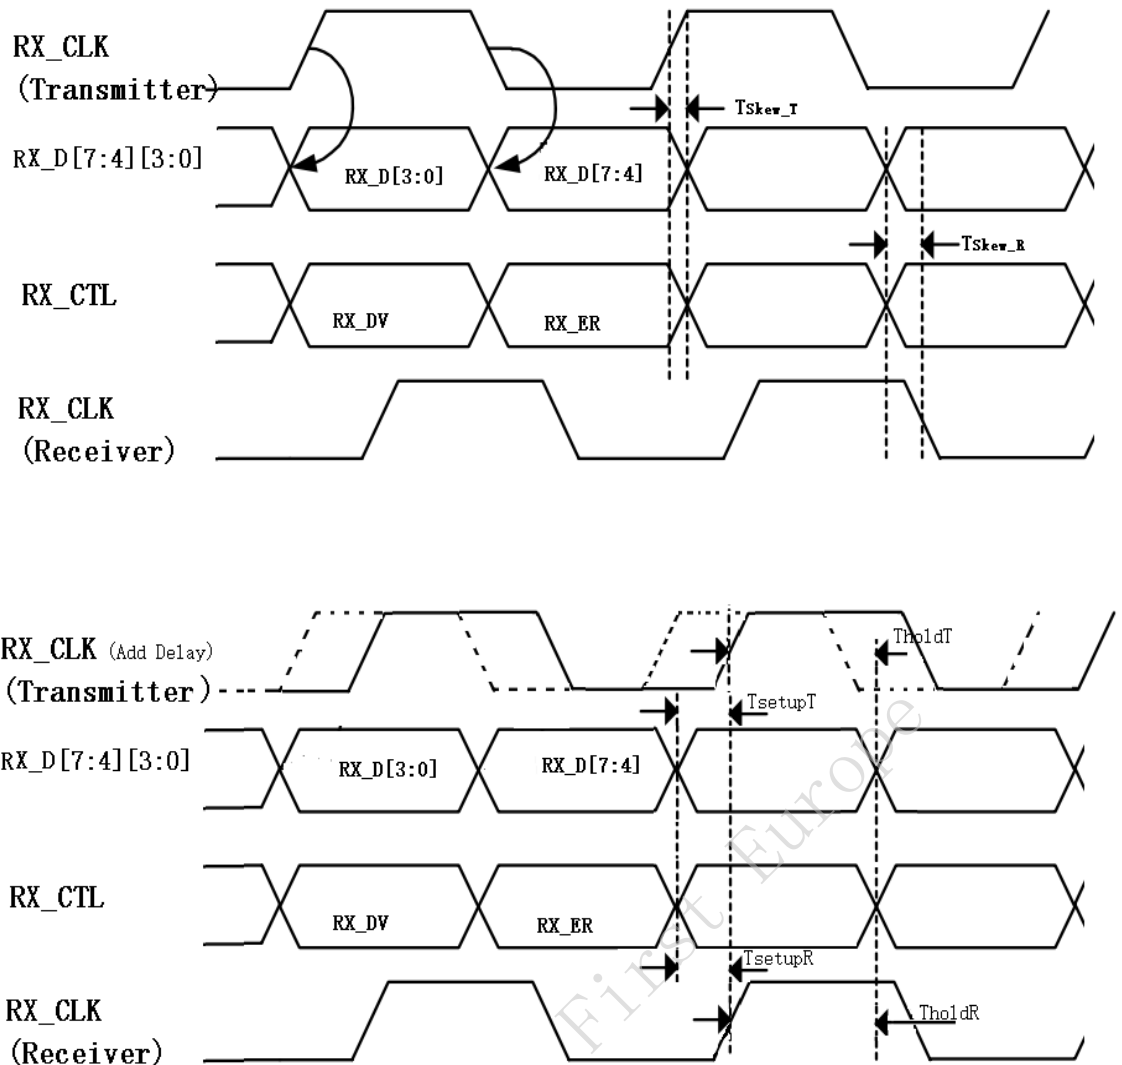 RX_CLK
(Transmitter)
TSkew_T
RX_D[7:4][3:0]
RX_D[3:0]
RX_D[7:4]
TSkew_R
RX_CTL
RX_DV
RX_ER
RX_CLK
(Receiver)
RX_CLK (Add Delay)
(Transmitter)
TholdT
TsetupT
RX_D[7:4][3:0]
RX_D[3:0]
RX_D[7:4]
RX_CTL
RX_DV
RX_ER
TsetupR
RX_CLK
(Receiver)
TholdR
First Europe